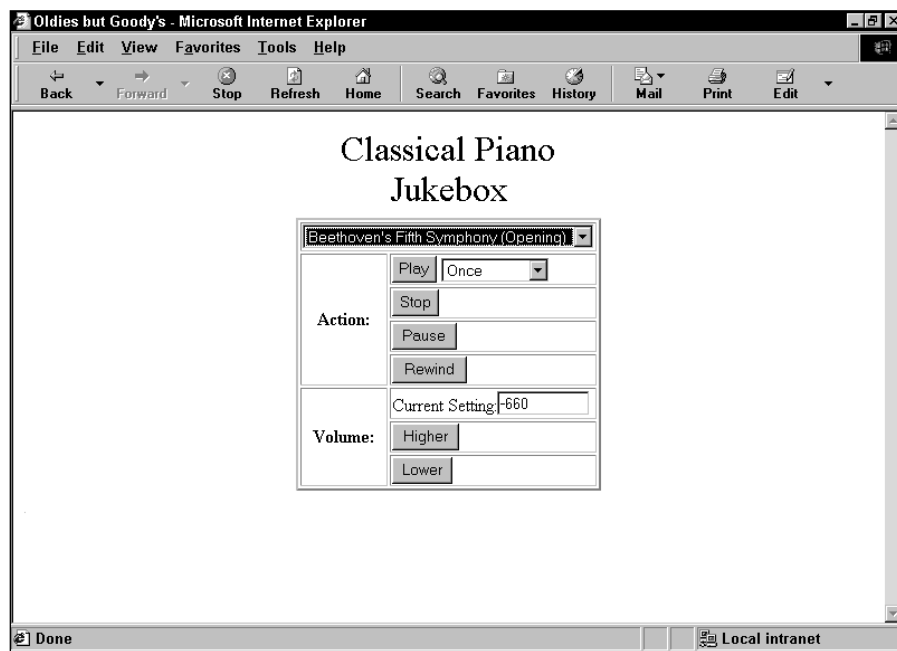 Oldies but Goody's - Microsoft Internet Explorer
File Edit View Favorites Tools Help
Back Forward Stop Refresh Home Search Favorites History Mail Print Edit
Classical Piano
Jukebox
Beethoven's Fifth Symphony (Opening)
Action:
Play Once
Stop
Pause
Rewind
Volume:
Current Setting: -660
Higher
Lower
Done Local intranet